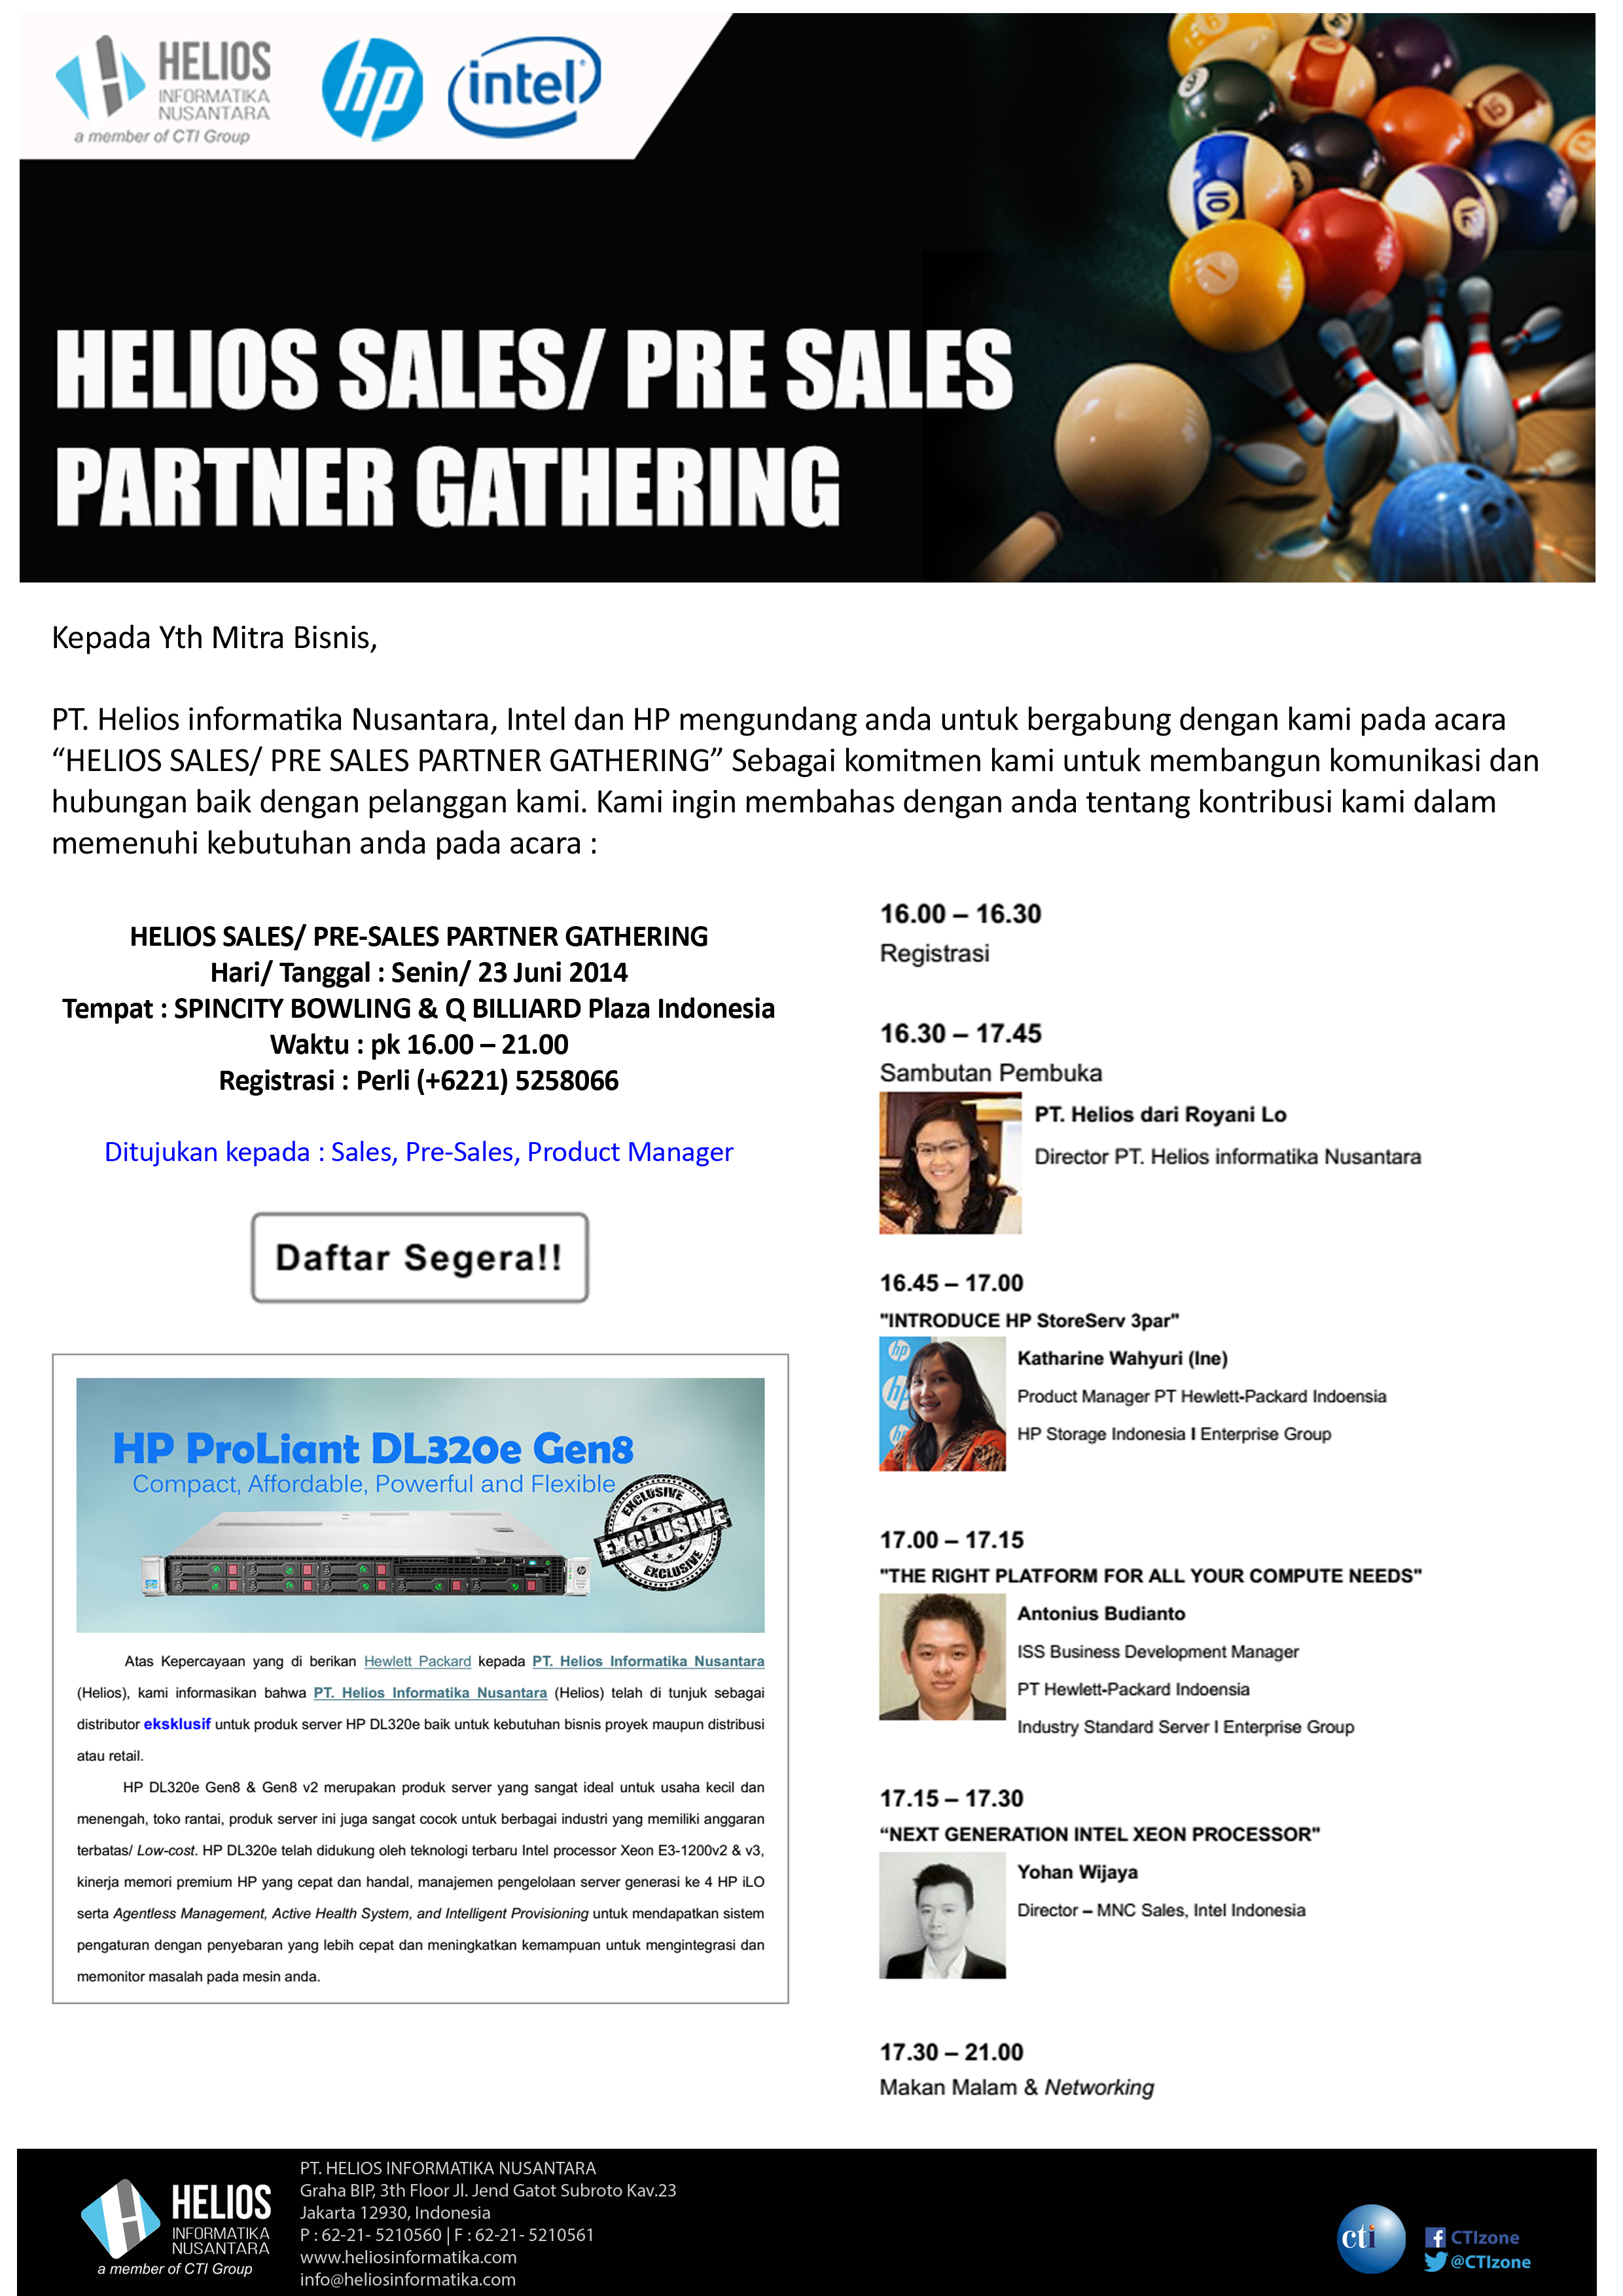 HELIOS
INFORMATIKA
NUSANTARA
a member of CTI Group
hp
intel
HELIOS SALES/ PRE SALES
PARTNER GATHERING
Kepada Yth Mitra Bisnis,
PT. Helios informatika Nusantara, Intel dan HP mengundang anda untuk bergabung dengan kami pada acara
“HELIOS SALES/ PRE SALES PARTNER GATHERING” Sebagai komitmen kami untuk membangun komunikasi dan
hubungan baik dengan pelanggan kami. Kami ingin membahas dengan anda tentang kontribusi kami dalam
memenuhi kebutuhan anda pada acara :
HELIOS SALES/ PRE-SALES PARTNER GATHERING
Hari/ Tanggal : Senin/ 23 Juni 2014
Tempat : SPINCITY BOWLING & Q BILLIARD Plaza Indonesia
Waktu : pk 16.00 – 21.00
Registrasi : Perli (+6221) 5258066
Ditujukan kepada : Sales, Pre-Sales, Product Manager
Daftar Segera!!
HP ProLiant DL320e Gen8
Compact, Affordable, Powerful and Flexible
EXCLUSIVE
EXCLUSIVE
EXCLUSIVE
Atas Kepercayaan yang di berikan Hewlett Packard kepada PT. Helios Informatika Nusantara
(Helios), kami informasikan bahwa PT. Helios Informatika Nusantara (Helios) telah di tunjuk sebagai
distributor eksklusif untuk produk server HP DL320e baik untuk kebutuhan bisnis proyek maupun distribusi
atau retail.
HP DL320e Gen8 & Gen8 v2 merupakan produk server yang sangat ideal untuk usaha kecil dan
menengah, toko rantai, produk server ini juga sangat cocok untuk berbagai industri yang memiliki anggaran
terbatas/ Low-cost. HP DL320e telah didukung oleh teknologi terbaru Intel processor Xeon E3-1200v2 & v3,
kinerja memori premium HP yang cepat dan handal, manajemen pengelolaan server generasi ke 4 HP iLO
serta Agentless Management, Active Health System, and Intelligent Provisioning untuk mendapatkan sistem
pengaturan dengan penyebaran yang lebih cepat dan meningkatkan kemampuan untuk mengintegrasi dan
memonitor masalah pada mesin anda.
16.00 – 16.30
Registrasi
16.30 – 17.45
Sambutan Pembuka
PT. Helios dari Royani Lo
Director PT. Helios informatika Nusantara
16.45 – 17.00
"INTRODUCE HP StoreServ 3par"
Katharine Wahyuri (Ine)
Product Manager PT Hewlett-Packard Indoensia
HP Storage Indonesia I Enterprise Group
17.00 – 17.15
"THE RIGHT PLATFORM FOR ALL YOUR COMPUTE NEEDS"
Antonius Budianto
ISS Business Development Manager
PT Hewlett-Packard Indoensia
Industry Standard Server I Enterprise Group
17.15 – 17.30
“NEXT GENERATION INTEL XEON PROCESSOR"
Yohan Wijaya
Director – MNC Sales, Intel Indonesia
17.30 – 21.00
Makan Malam & Networking
HELIOS
INFORMATIKA
NUSANTARA
a member of CTI Group
PT. HELIOS INFORMATIKA NUSANTARA
Graha BIP, 3th Floor Jl. Jend Gatot Subroto Kav.23
Jakarta 12930, Indonesia
P : 62-21- 5210560 | F : 62-21- 5210561
www.heliosinformatika.com
info@heliosinformatika.com
cti
CTIzone
@CTIzone